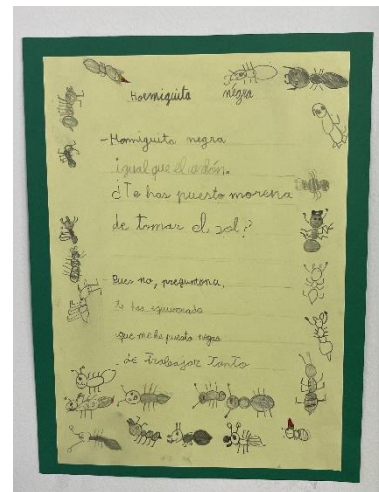 Hormiguita negra
- Hormiguita negra
igual que el carbón.
¿Te has puesto morena
de tomar el sol?
- Pues no, preguntona,
te has equivocado
que me he puesto negra
de trabajar tanto